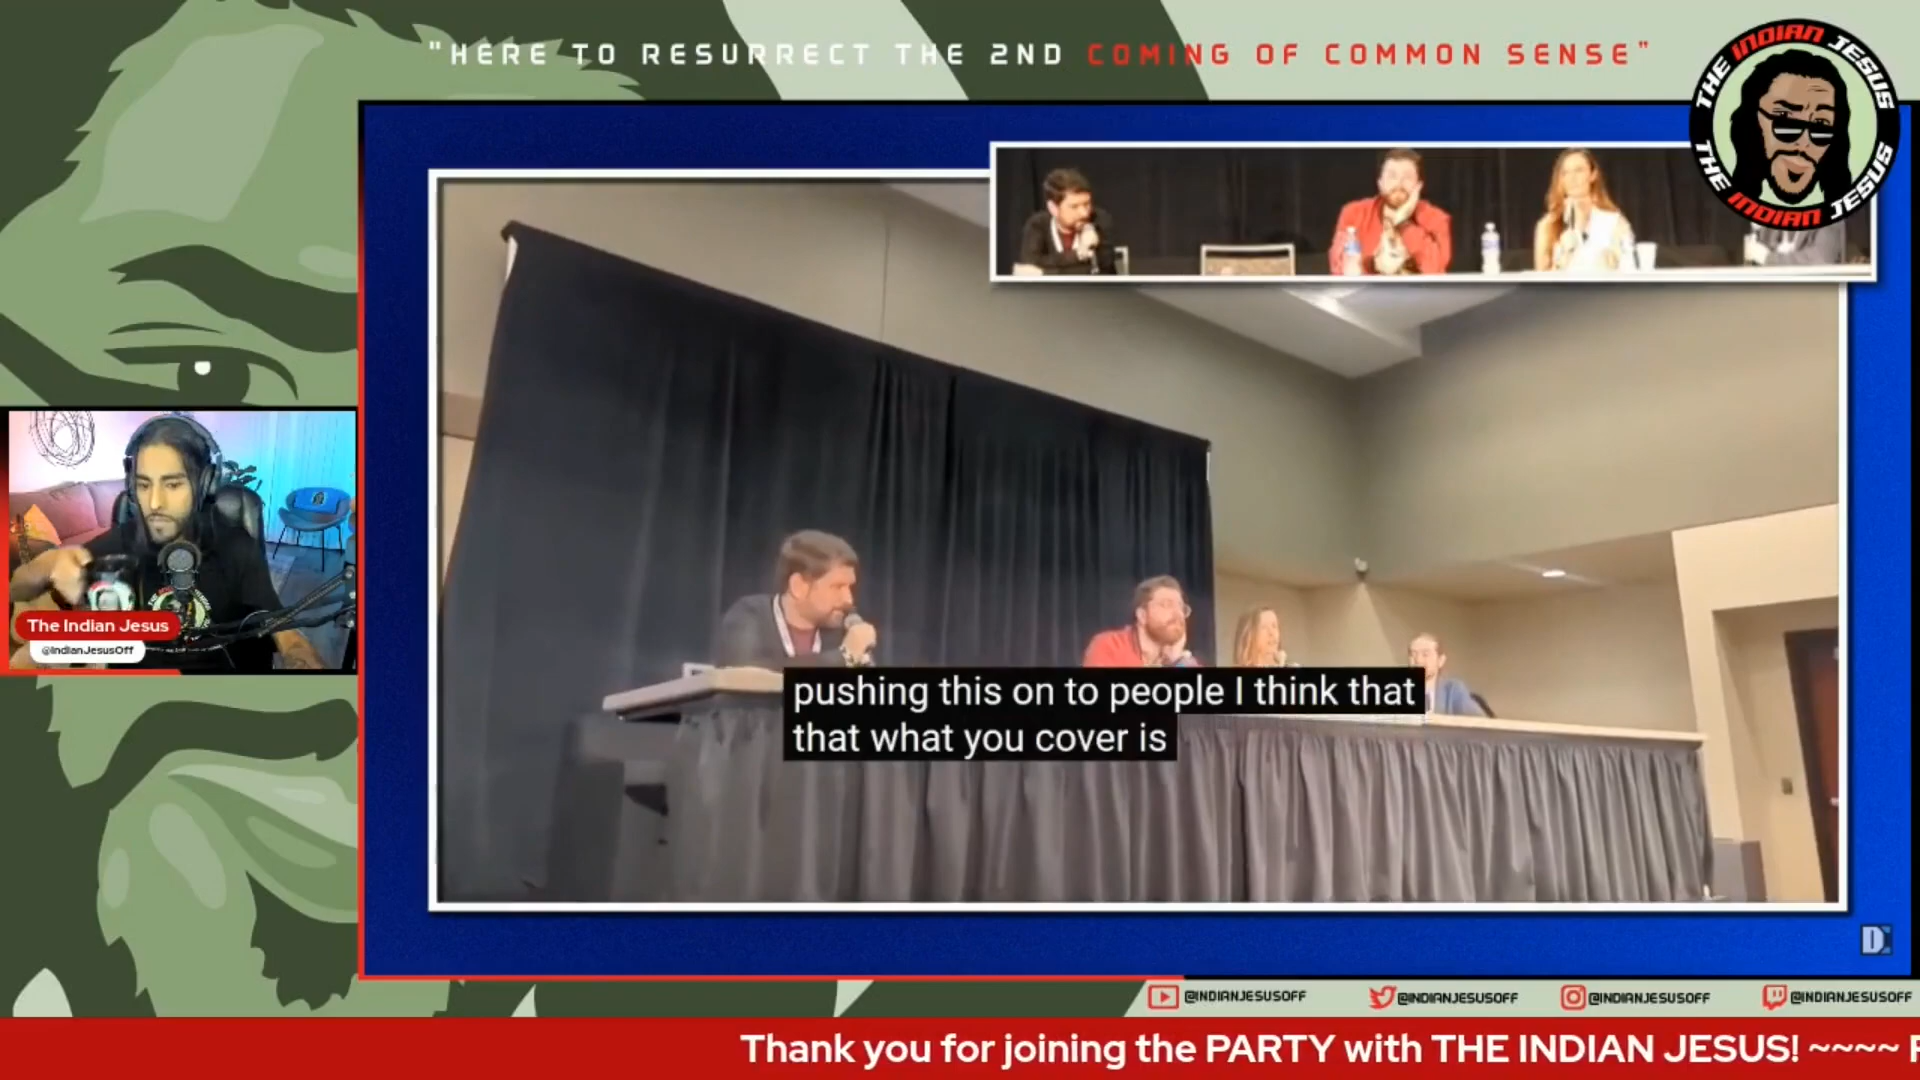 "HERE TO RESURRECT THE 2ND COMING OF COMMON SENSE"
THE INDIAN JESUS
THE INDIAN JESUS
The Indian Jesus
@IndianJesusOff
pushing this on to people I think that
that what you cover is
D
@INDIANJESUSOFF
@INDIANJESUSOFF
@INDIANJESUSOFF
@INDIANJESUSOFF
Thank you for joining the PARTY with THE INDIAN JESUS! ~~~~ F